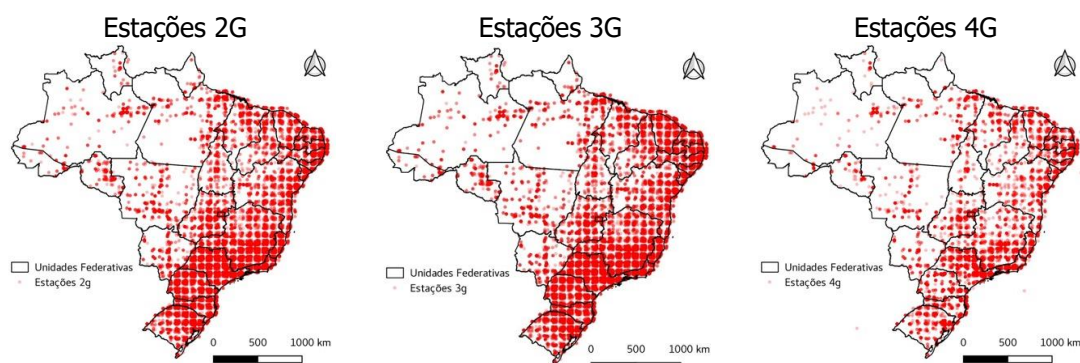 Estações 2G
Unidades Federativas
Estações 2g
0 500 1000 km
Estações 3G
Unidades Federativas
Estações 3g
0 500 1000 km
Estações 4G
Unidades Federativas
Estações 4g
0 500 1000 km